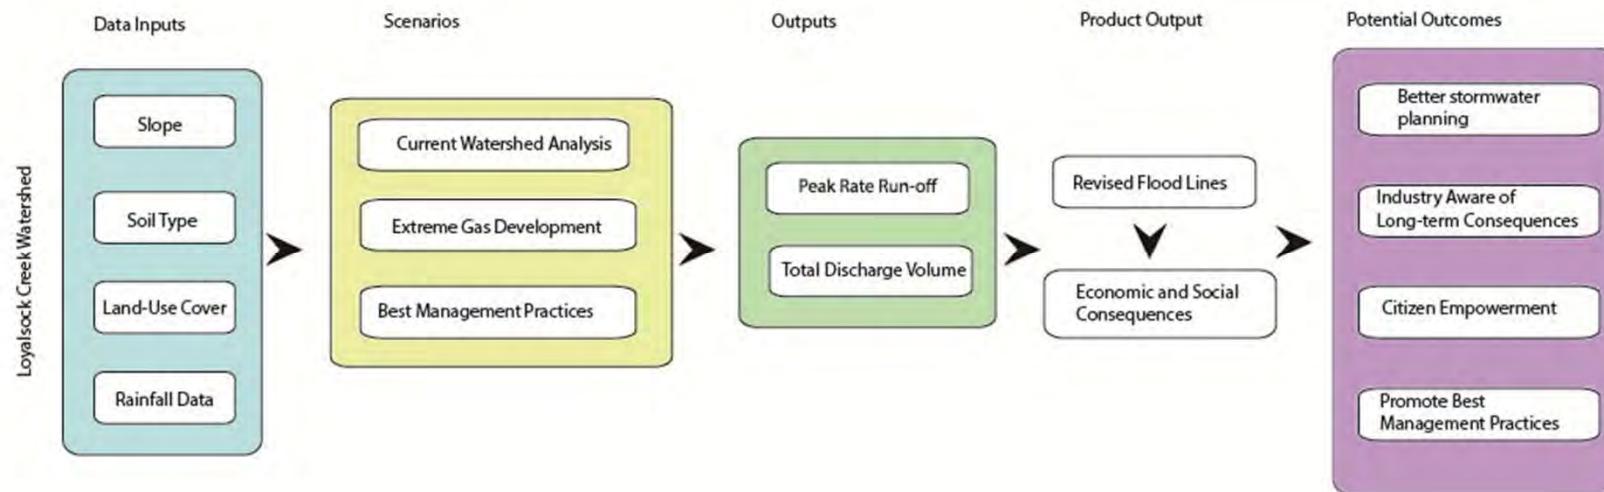 Data Inputs
Scenarios
Outputs
Product Output
Potential Outcomes
Loyalsock Creek Watershed
Slope
Soil Type
Land-Use Cover
Rainfall Data
Current Watershed Analysis
Extreme Gas Development
Best Management Practices
Peak Rate Run-off
Total Discharge Volume
Revised Flood Lines
Economic and Social
Consequences
Better stormwater
planning
Industry Aware of
Long-term Consequences
Citizen Empowerment
Promote Best
Management Practices